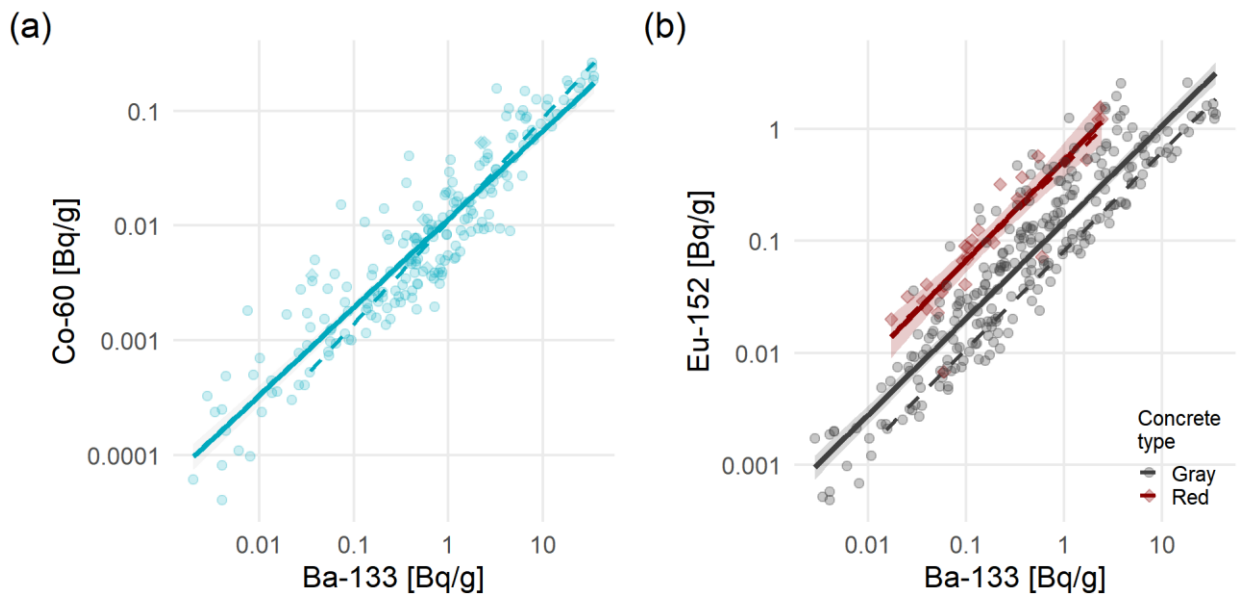 (a)
Co-60 [Bq/g]
0.1
0.01
0.001
0.0001
0.01
0.1
1
10
Ba-133 [Bq/g]
(b)
Eu-152 [Bq/g]
1
0.1
0.01
0.001
0.01
0.1
1
10
Ba-133 [Bq/g]
Concrete
type
Gray
Red